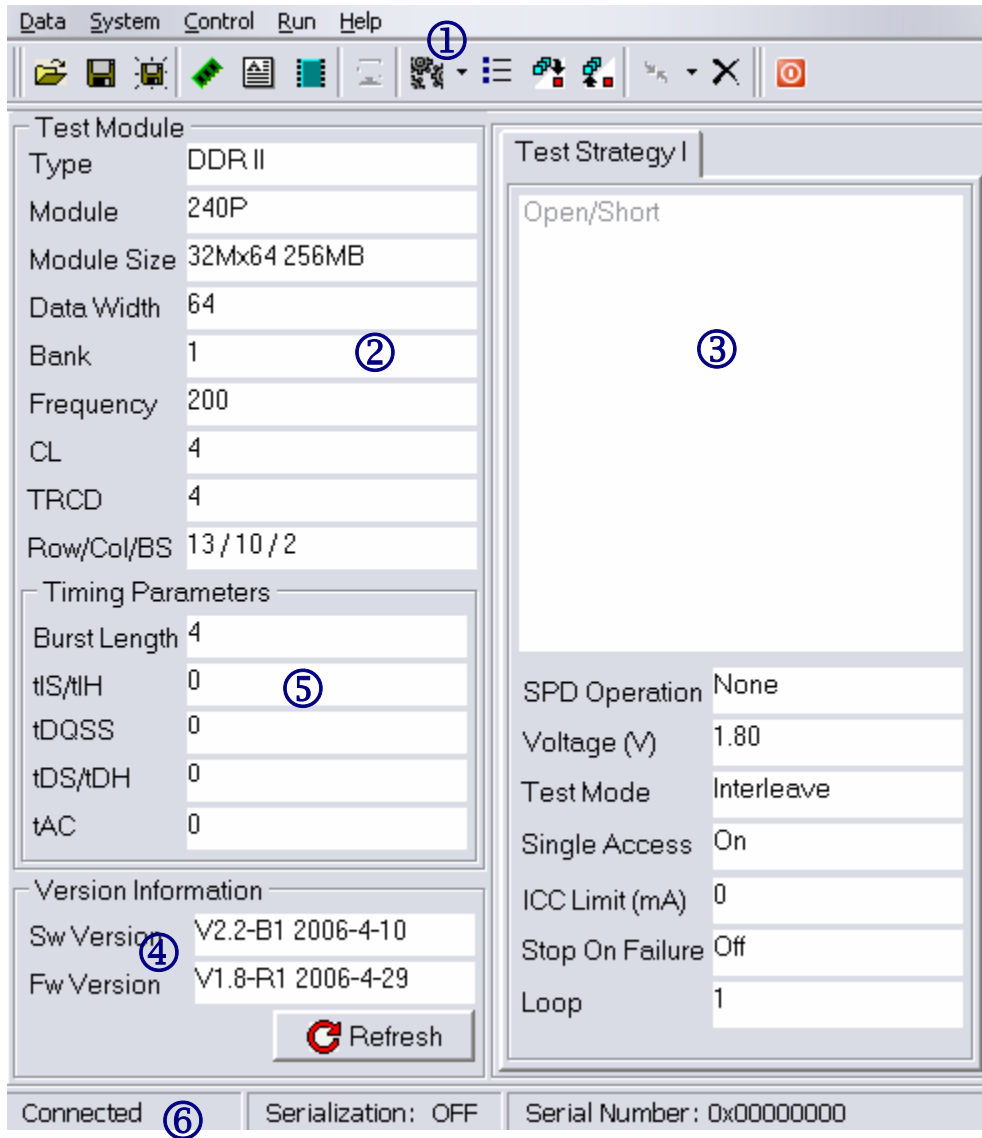 Data System Control Run Help
①
Test Module
Type DDR II
Module 240P
Module Size 32Mx64 256MB
Data Width 64
Bank 1 ②
Frequency 200
CL 4
TRCD 4
Row/Col/BS 13 / 10 / 2
Timing Parameters
Burst Length 4
tIS/tIH 0 ⑤
tDQSS 0
tDS/tDH 0
tAC 0
Version Information
Sw Version V2.2-B1 2006-4-10
④
Fw Version V1.8-R1 2006-4-29
Refresh
Test Strategy I
Open/Short
③
SPD Operation None
Voltage (V) 1.80
Test Mode Interleave
Single Access On
ICC Limit (mA) 0
Stop On Failure Off
Loop 1
Connected ⑥ Serialization: OFF Serial Number: 0x00000000